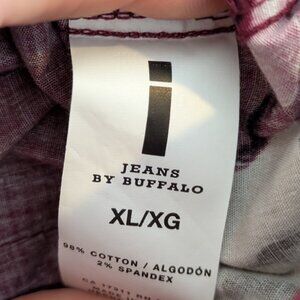 i
JEANS
BY BUFFALO
XL/XG
98% COTTON / ALGODÓN
2% SPANDEX